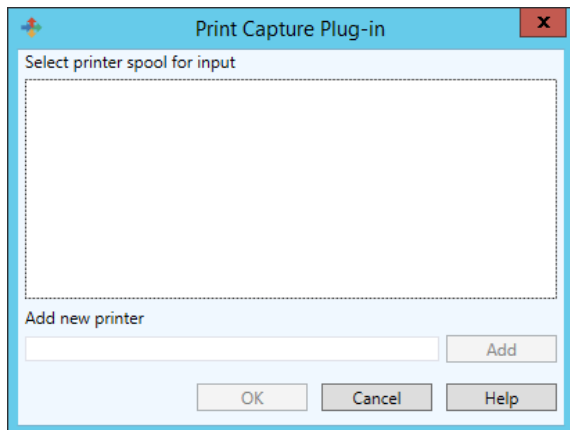 Print Capture Plug-in
x
Select printer spool for input
Add new printer
Add
OK
Cancel
Help